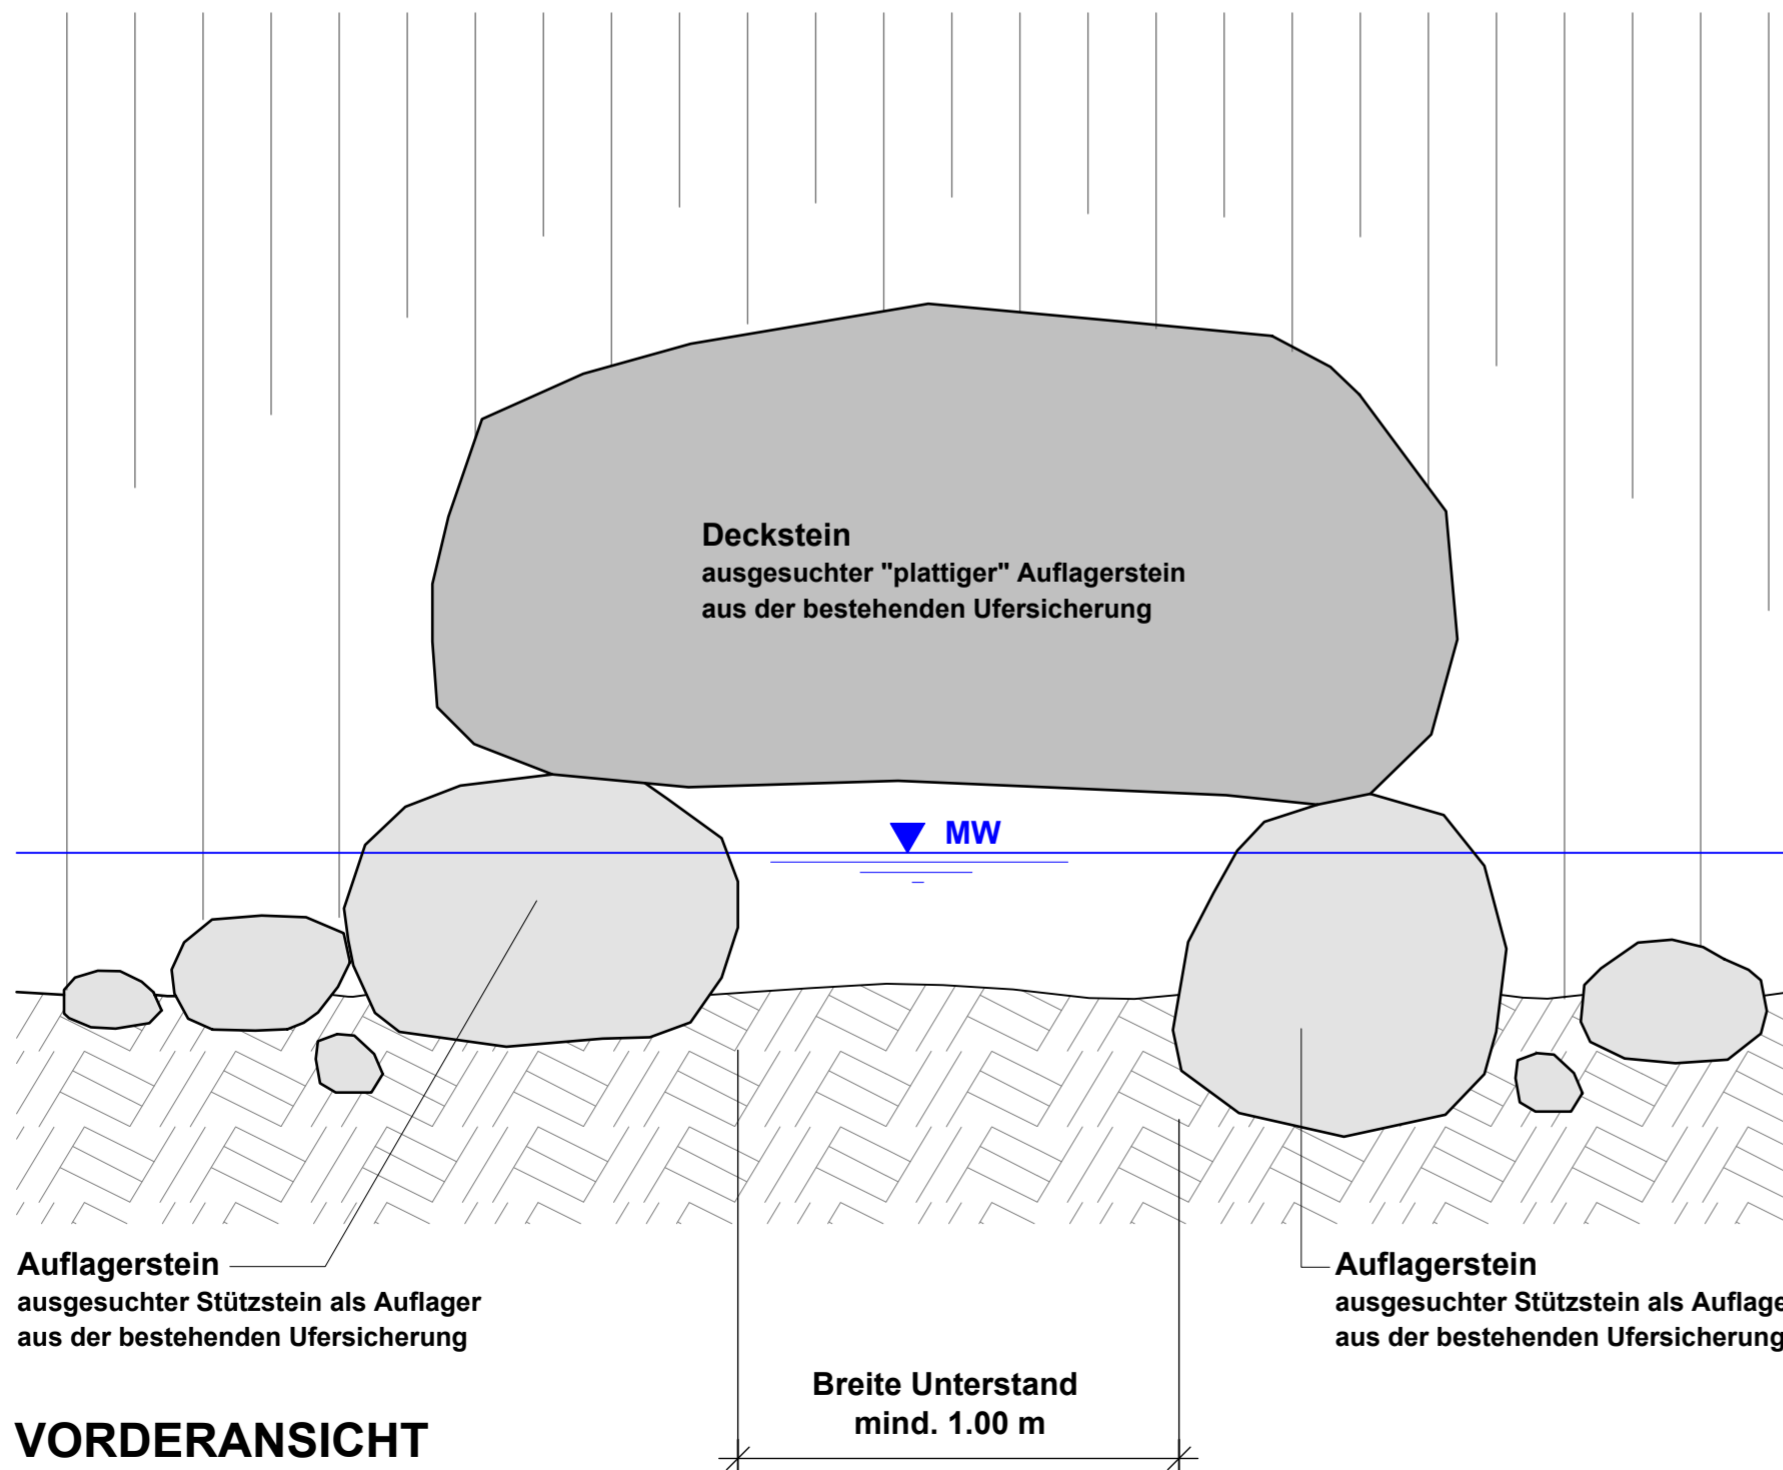 Deckstein
ausgesuchter "plattiger" Auflagerstein
aus der bestehenden Ufersicherung
MW
Auflagerstein
ausgesuchter Stützstein als Auflager
aus der bestehenden Ufersicherung
Auflagerstein
ausgesuchter Stützstein als Auflage
aus der bestehenden Ufersicherung
Breite Unterstand
mind. 1.00 m
VORDERANSICHT